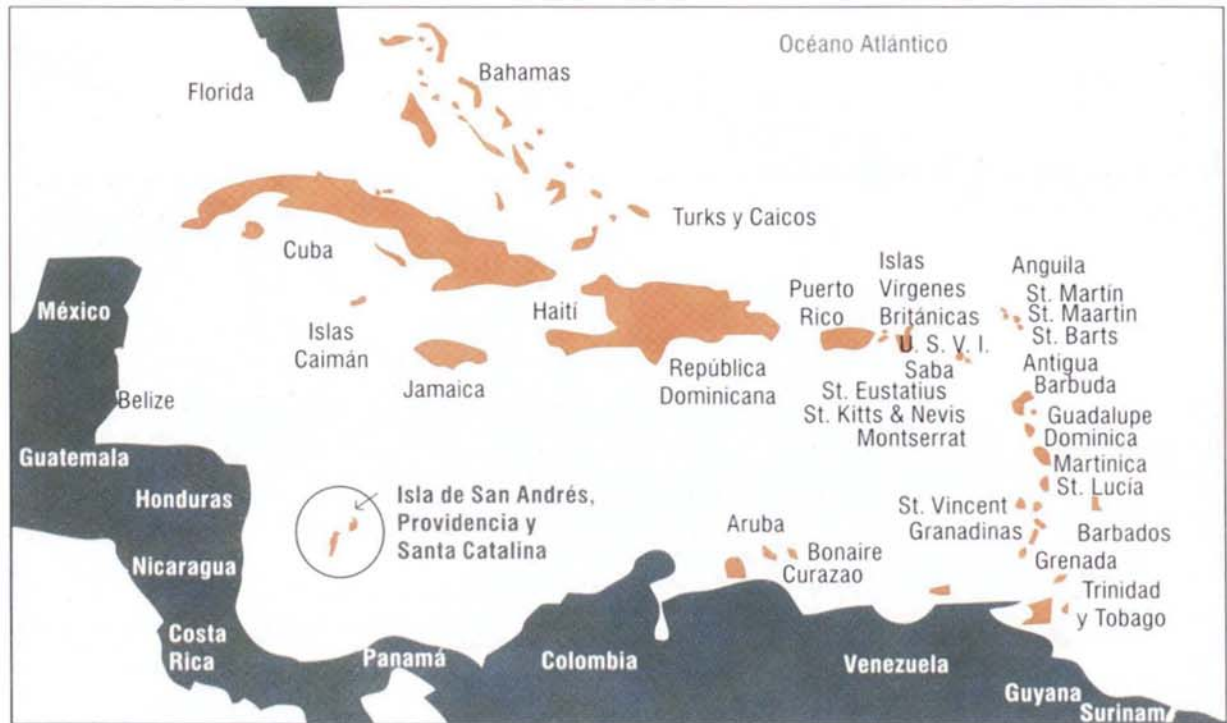 Océano Atlántico
Bahamas
Florida
Turks y Caicos
Cuba
Islas
Vírgenes
Británicas
U. S. V. I.
Saba
St. Eustatius
St. Kitts & Nevis
Montserrat
Anguila
St. Martín
St. Maartin
St. Barts
Antigua
Barbuda
Guadalupe
Dominica
Martinica
St. Lucía
Puerto
Rico
Haití
República
Dominicana
Islas
Caimán
Jamaica
México
Belize
Guatemala
Honduras
Isla de San Andrés,
Providencia y
Santa Catalina
St. Vincent
Granadinas
Barbados
Grenada
Aruba
Bonaire
Curazao
Trinidad
y Tobago
Nicaragua
Costa
Rica
Panamá
Colombia
Venezuela
Guyana
Surinam